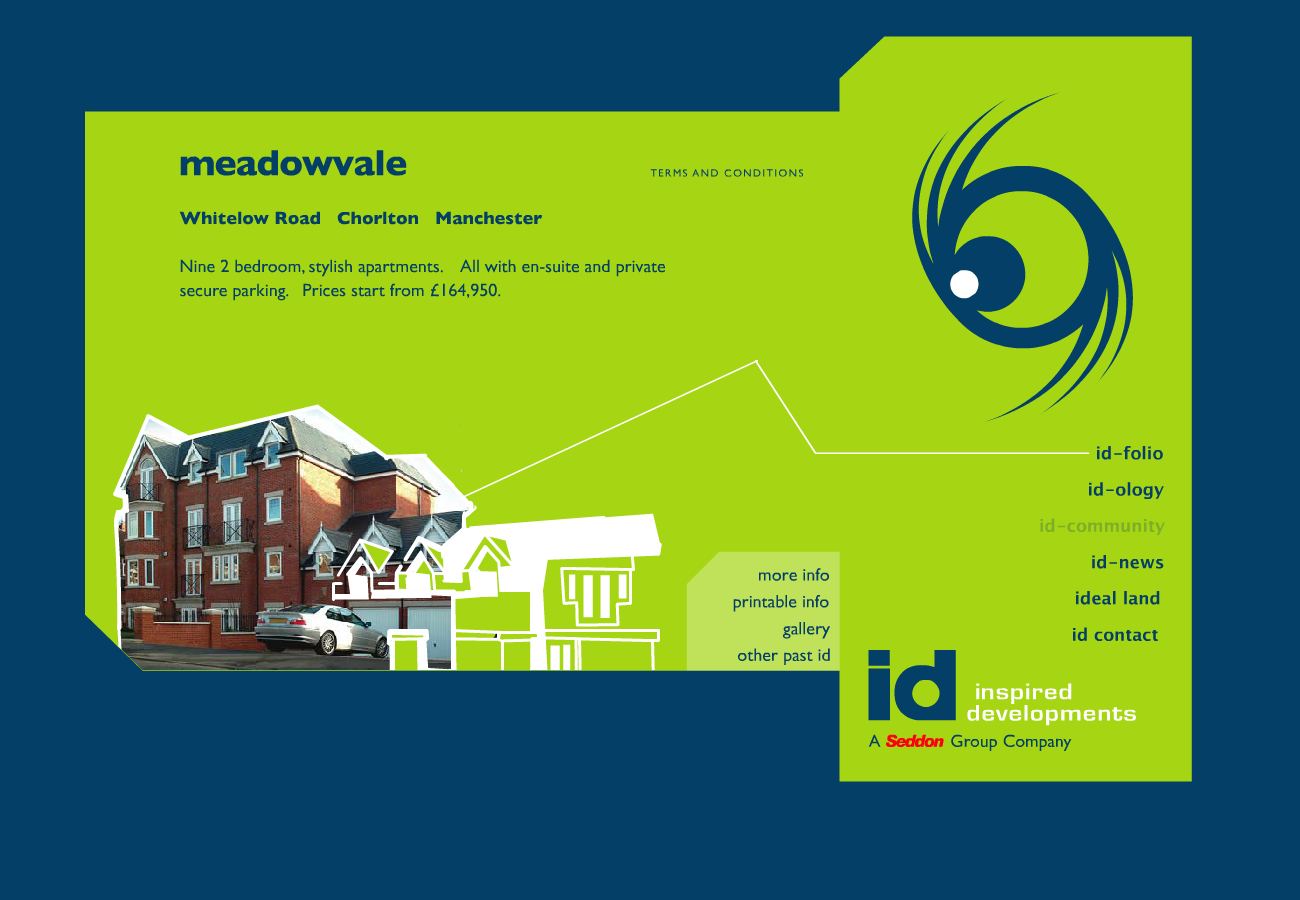 meadowvale
TERMS AND CONDITIONS
Whitelow Road Chorlton Manchester
Nine 2 bedroom, stylish apartments. All with en-suite and private
secure parking. Prices start from £164,950.
id-folio
id-ology
id-community
id-news
ideal land
id contact
more info
printable info
gallery
other past id
id inspired
developments
A Seddon Group Company